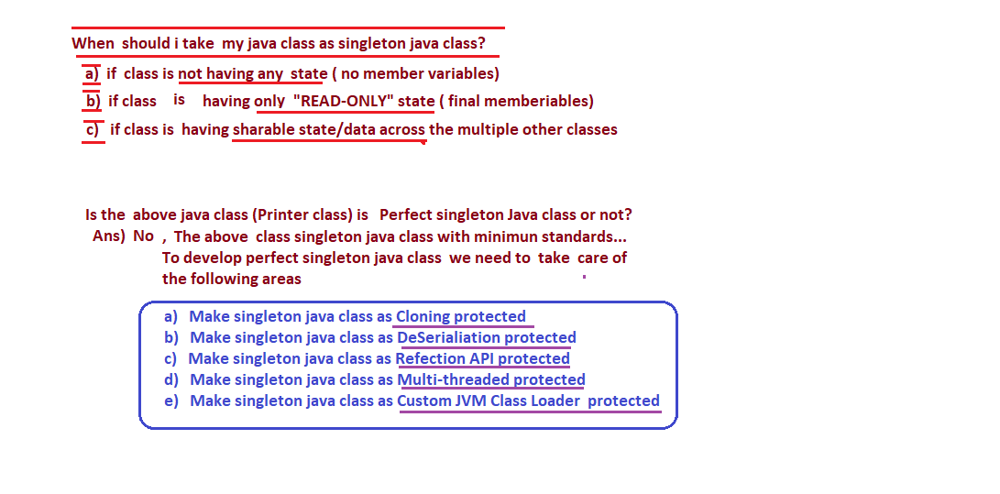 When should i take my java class as singleton java class?
a) if class is not having any state ( no member variables)
b) if class is having only "READ-ONLY" state ( final memberiables)
c) if class is having sharable state/data across the multiple other classes
Is the above java class (Printer class) is Perfect singleton Java class or not?
Ans) No , The above class singleton java class with minimun standards...
To develop perfect singleton java class we need to take care of
the following areas
a) Make singleton java class as Cloning protected
b) Make singleton java class as DeSerialiation protected
c) Make singleton java class as Refection API protected
d) Make singleton java class as Multi-threaded protected
e) Make singleton java class as Custom JVM Class Loader protected